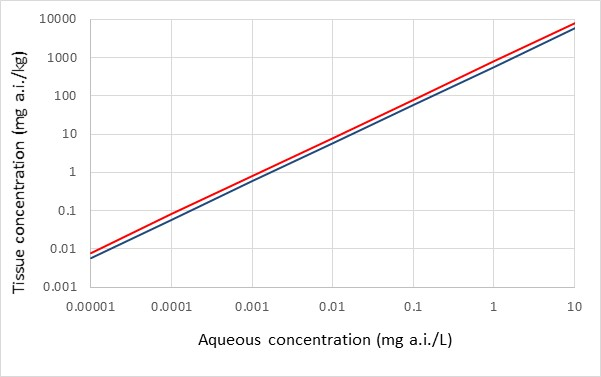 10000
1000
100
10
1
0.1
0.01
0.001
Tissue concentration (mg a.i./kg)
0.00001 0.0001 0.001 0.01 0.1 1 10
Aqueous concentration (mg a.i./L)